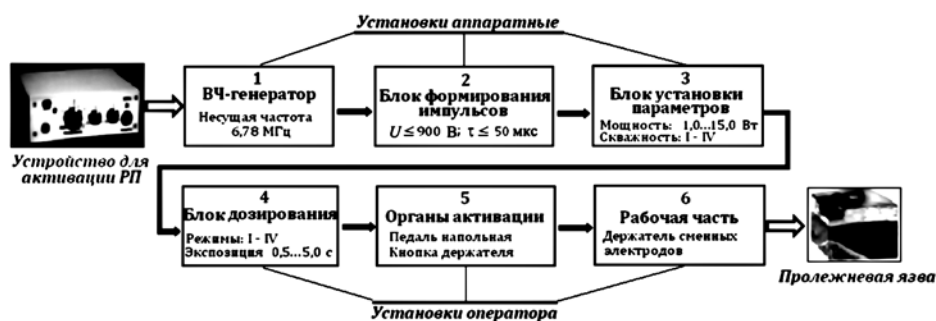 Установки аппаратные
1
ВЧ-генератор
Несущая частота
6,78 МГц
2
Блок формирования
импульсов
U ≤ 900 В; τ ≤ 50 мкс
3
Блок установки
параметров
Мощность: 1,0...15,0 Вт
Скважность: I - IV
Устройство для
активации РП
4
Блок дозирования
Режимы: I - IV
Экспозиция 0,5...5,0 с
5
Органы активации
Педаль напольная
Кнопка держателя
6
Рабочая часть
Держатель сменных
электродов
Пролежневая язва
Установки оператора